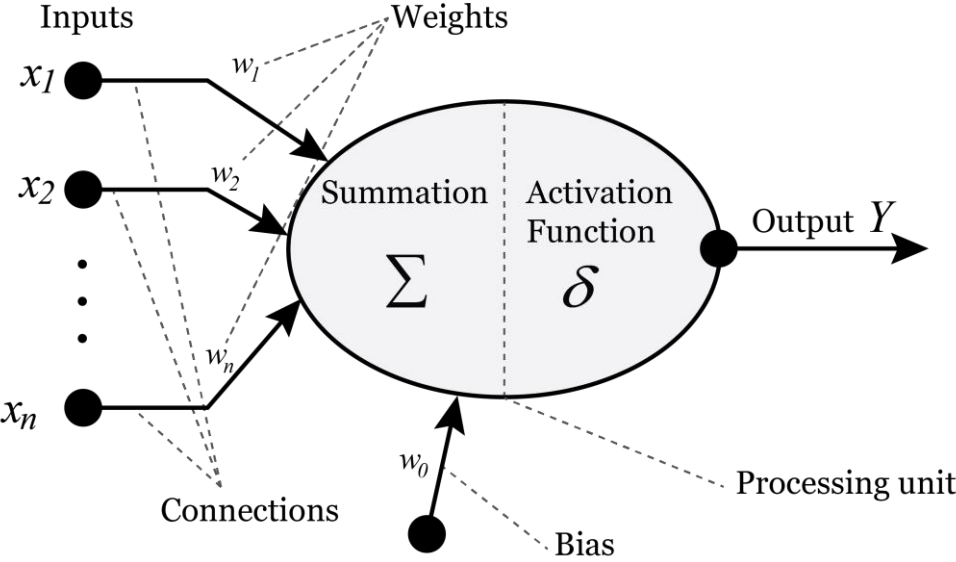 Inputs
Weights
x1
w1
x2
w2
Summation
Activation
Function
Output Y
Σ
δ
wn
xn
w0
Processing unit
Connections
Bias